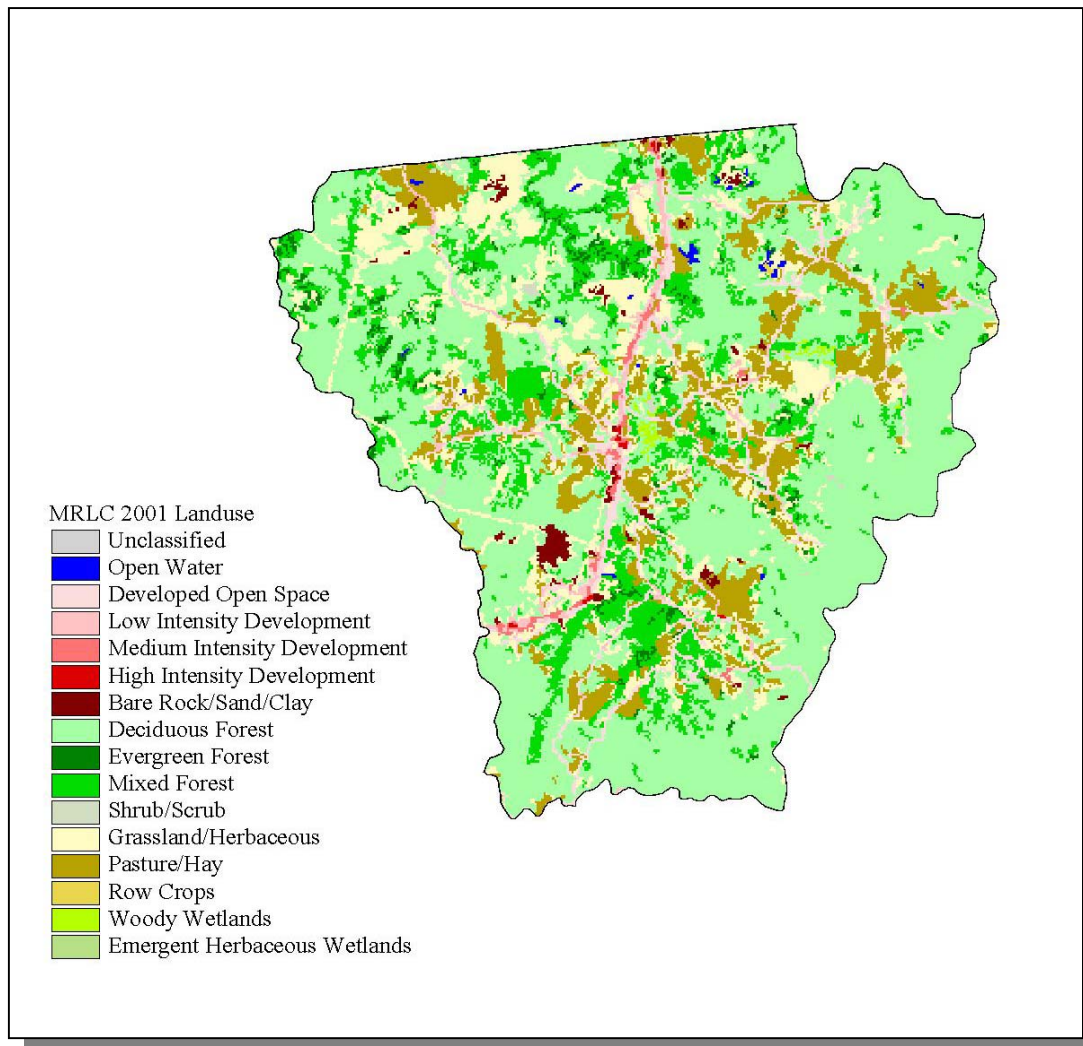 MRLC 2001 Landuse
Unclassified
Open Water
Developed Open Space
Low Intensity Development
Medium Intensity Development
High Intensity Development
Bare Rock/Sand/Clay
Deciduous Forest
Evergreen Forest
Mixed Forest
Shrub/Scrub
Grassland/Herbaceous
Pasture/Hay
Row Crops
Woody Wetlands
Emergent Herbaceous Wetlands